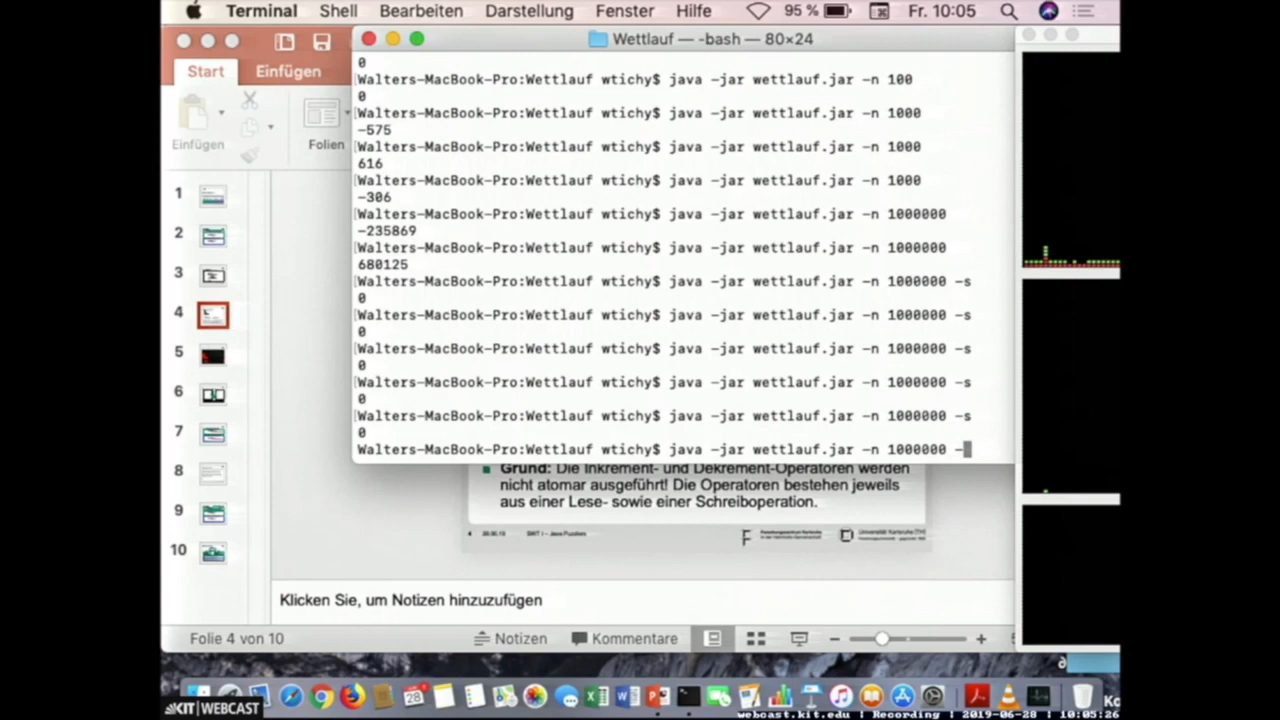 Terminal Shell Bearbeiten Darstellung Fenster Hilfe 95 % Fr. 10:05
Wettlauf — -bash — 80×24
Start Einfügen
Einfügen
Folien
1
2
3
4
5
6
7
8
9
10
0
Walters-MacBook-Pro:Wettlauf wtichy$ java -jar wettlauf.jar -n 100
0
Walters-MacBook-Pro:Wettlauf wtichy$ java -jar wettlauf.jar -n 1000
-575
Walters-MacBook-Pro:Wettlauf wtichy$ java -jar wettlauf.jar -n 1000
616
Walters-MacBook-Pro:Wettlauf wtichy$ java -jar wettlauf.jar -n 1000
-306
Walters-MacBook-Pro:Wettlauf wtichy$ java -jar wettlauf.jar -n 1000000
-235869
Walters-MacBook-Pro:Wettlauf wtichy$ java -jar wettlauf.jar -n 1000000
680125
Walters-MacBook-Pro:Wettlauf wtichy$ java -jar wettlauf.jar -n 1000000 -s
0
Walters-MacBook-Pro:Wettlauf wtichy$ java -jar wettlauf.jar -n 1000000 -s
0
Walters-MacBook-Pro:Wettlauf wtichy$ java -jar wettlauf.jar -n 1000000 -s
0
Walters-MacBook-Pro:Wettlauf wtichy$ java -jar wettlauf.jar -n 1000000 -s
0
Walters-MacBook-Pro:Wettlauf wtichy$ java -jar wettlauf.jar -n 1000000 -s
0
Walters-MacBook-Pro:Wettlauf wtichy$ java -jar wettlauf.jar -n 1000000 -
Grund: Die Inkrement- und Dekrement-Operatoren werden
nicht atomar ausgeführt! Die Operatoren bestehen jeweils
aus einer Lese- sowie einer Schreiboperation.
4 SWT I – Java Puzzlers
Klicken Sie, um Notizen hinzuzufügen
Folie 4 von 10 Notizen Kommentare
28
KIT WEBCAST
webcast.kit.edu | Recording | 2019-06-28 | 10:05:26